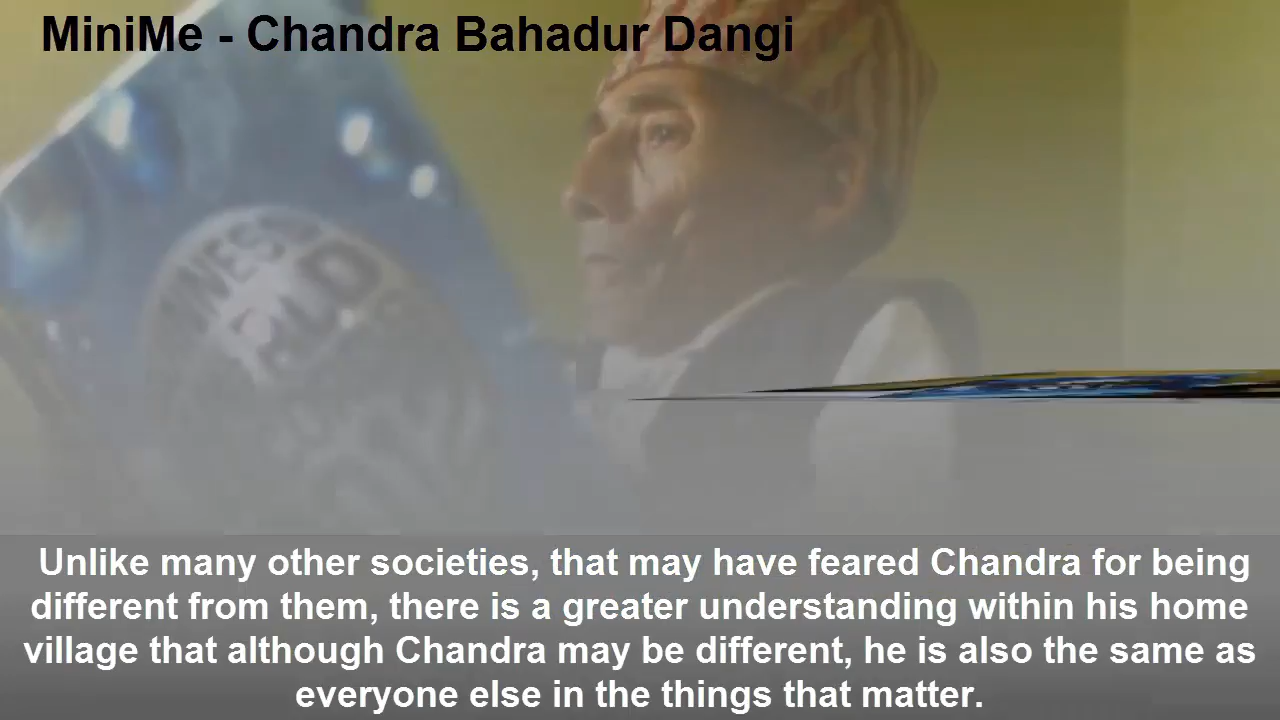 MiniMe - Chandra Bahadur Dangi
Unlike many other societies, that may have feared Chandra for being
different from them, there is a greater understanding within his home
village that although Chandra may be different, he is also the same as
everyone else in the things that matter.